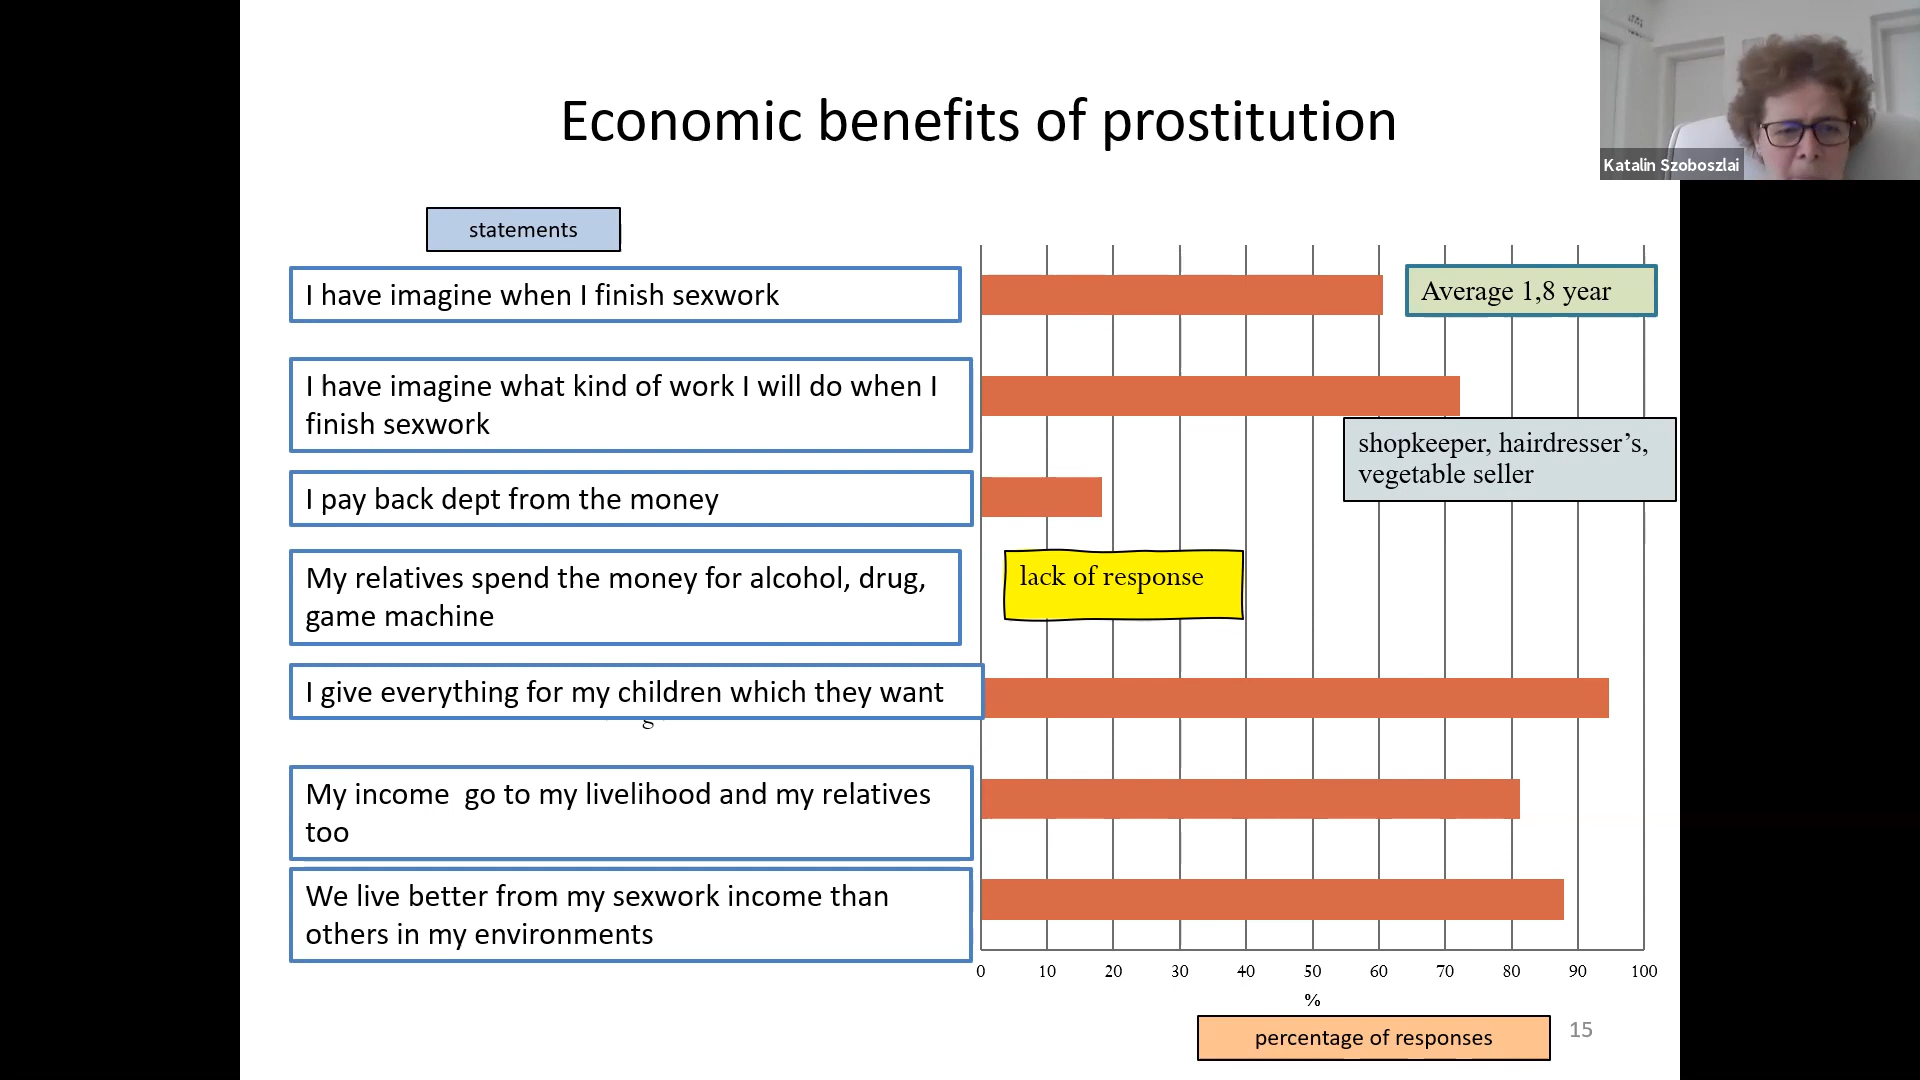 Economic benefits of prostitution
Katalin Szoboszlai
statements
I have imagine when I finish sexwork
Average 1,8 year
I have imagine what kind of work I will do when I
finish sexwork
shopkeeper, hairdresser’s,
vegetable seller
I pay back dept from the money
My relatives spend the money for alcohol, drug,
game machine
lack of response
I give everything for my children which they want
My income  go to my livelihood and my relatives
too
We live better from my sexwork income than
others in my environments
0 10 20 30 40 50 60 70 80 90 100
%
percentage of responses
15